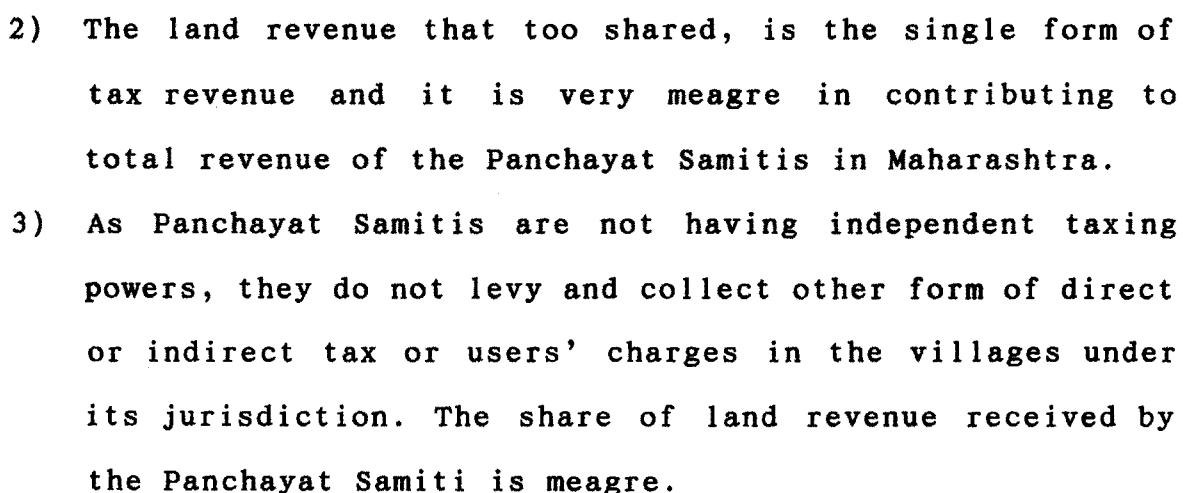 2) The land revenue that too shared, is the single form of
tax revenue and it is very meagre in contributing to
total revenue of the Panchayat Samitis in Maharashtra.
3) As Panchayat Samitis are not having independent taxing
powers, they do not levy and collect other form of direct
or indirect tax or users' charges in the villages under
its jurisdiction. The share of land revenue received by
the Panchayat Samiti is meagre.